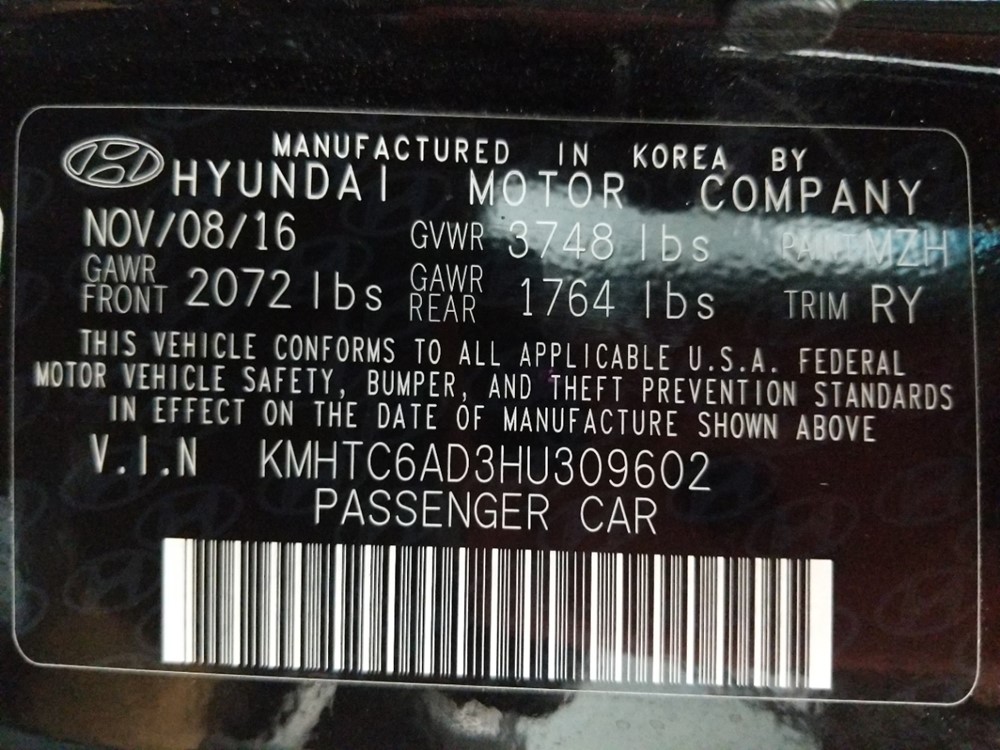 MANUFACTURED IN KOREA BY
HYUNDAI MOTOR COMPANY
NOV/08/16 GVWR 3748 lbs PAINT MZH
GAWR FRONT 2072 lbs GAWR REAR 1764 lbs TRIM RY
THIS VEHICLE CONFORMS TO ALL APPLICABLE U.S.A. FEDERAL
MOTOR VEHICLE SAFETY, BUMPER, AND THEFT PREVENTION STANDARDS
IN EFFECT ON THE DATE OF MANUFACTURE SHOWN ABOVE
V.I.N KMHTC6AD3HU309602
PASSENGER CAR